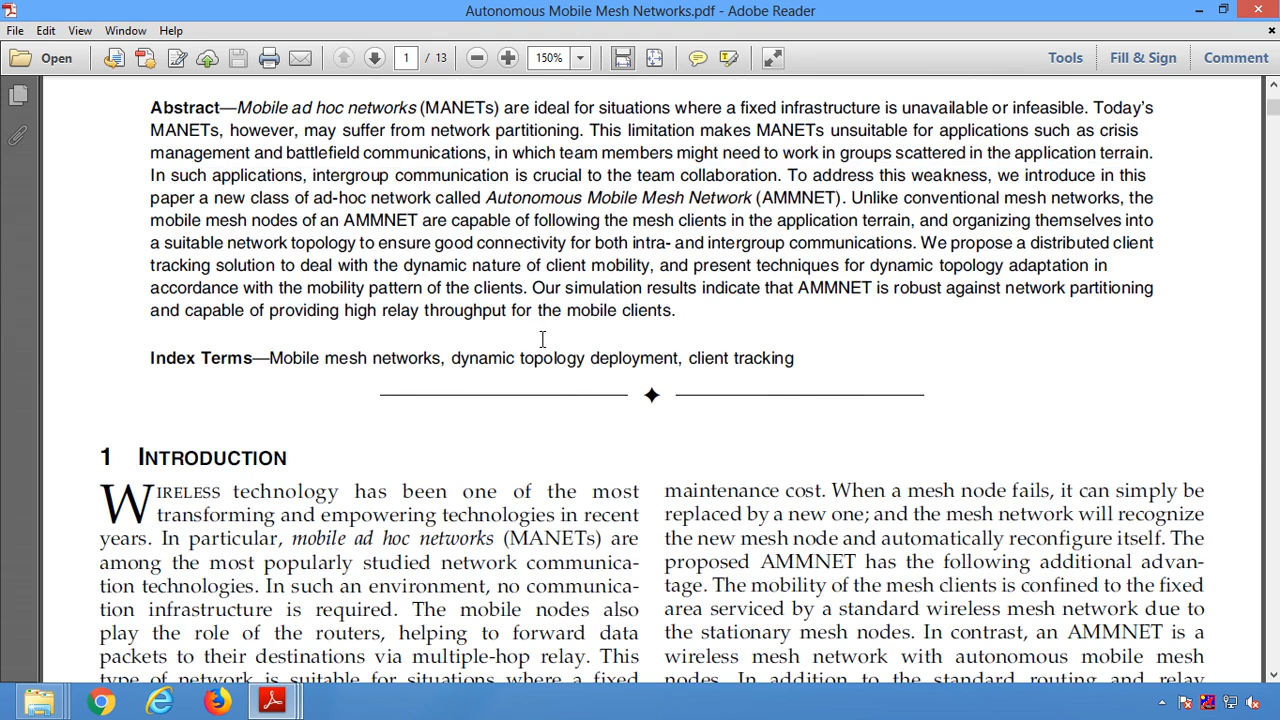 Autonomous Mobile Mesh Networks.pdf - Adobe Reader
File Edit View Window Help
Open 1 / 13 150% Tools Fill & Sign Comment
Abstract—Mobile ad hoc networks (MANETs) are ideal for situations where a fixed infrastructure is unavailable or infeasible. Today's
MANETs, however, may suffer from network partitioning. This limitation makes MANETs unsuitable for applications such as crisis
management and battlefield communications, in which team members might need to work in groups scattered in the application terrain.
In such applications, intergroup communication is crucial to the team collaboration. To address this weakness, we introduce in this
paper a new class of ad-hoc network called Autonomous Mobile Mesh Network (AMMNET). Unlike conventional mesh networks, the
mobile mesh nodes of an AMMNET are capable of following the mesh clients in the application terrain, and organizing themselves into
a suitable network topology to ensure good connectivity for both intra- and intergroup communications. We propose a distributed client
tracking solution to deal with the dynamic nature of client mobility, and present techniques for dynamic topology adaptation in
accordance with the mobility pattern of the clients. Our simulation results indicate that AMMNET is robust against network partitioning
and capable of providing high relay throughput for the mobile clients.
Index Terms—Mobile mesh networks, dynamic topology deployment, client tracking
1 INTRODUCTION
WIRELESS technology has been one of the most
transforming and empowering technologies in recent
years. In particular, mobile ad hoc networks (MANETs) are
among the most popularly studied network communica-
tion technologies. In such an environment, no communica-
tion infrastructure is required. The mobile nodes also
play the role of the routers, helping to forward data
packets to their destinations via multiple-hop relay. This
type of network is suitable for situations where a fixed
maintenance cost. When a mesh node fails, it can simply be
replaced by a new one; and the mesh network will recognize
the new mesh node and automatically reconfigure itself. The
proposed AMMNET has the following additional advan-
tage. The mobility of the mesh clients is confined to the fixed
area serviced by a standard wireless mesh network due to
the stationary mesh nodes. In contrast, an AMMNET is a
wireless mesh network with autonomous mobile mesh
nodes. In addition to the standard routing and relay